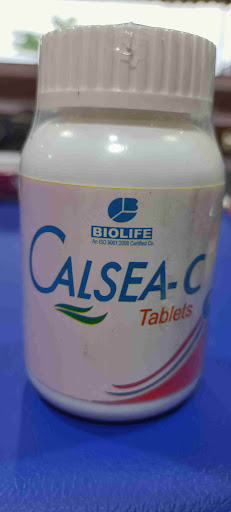 BIOLIFE
An ISO 9001:2008 Certified Co.
CALSEA-C
Tablets